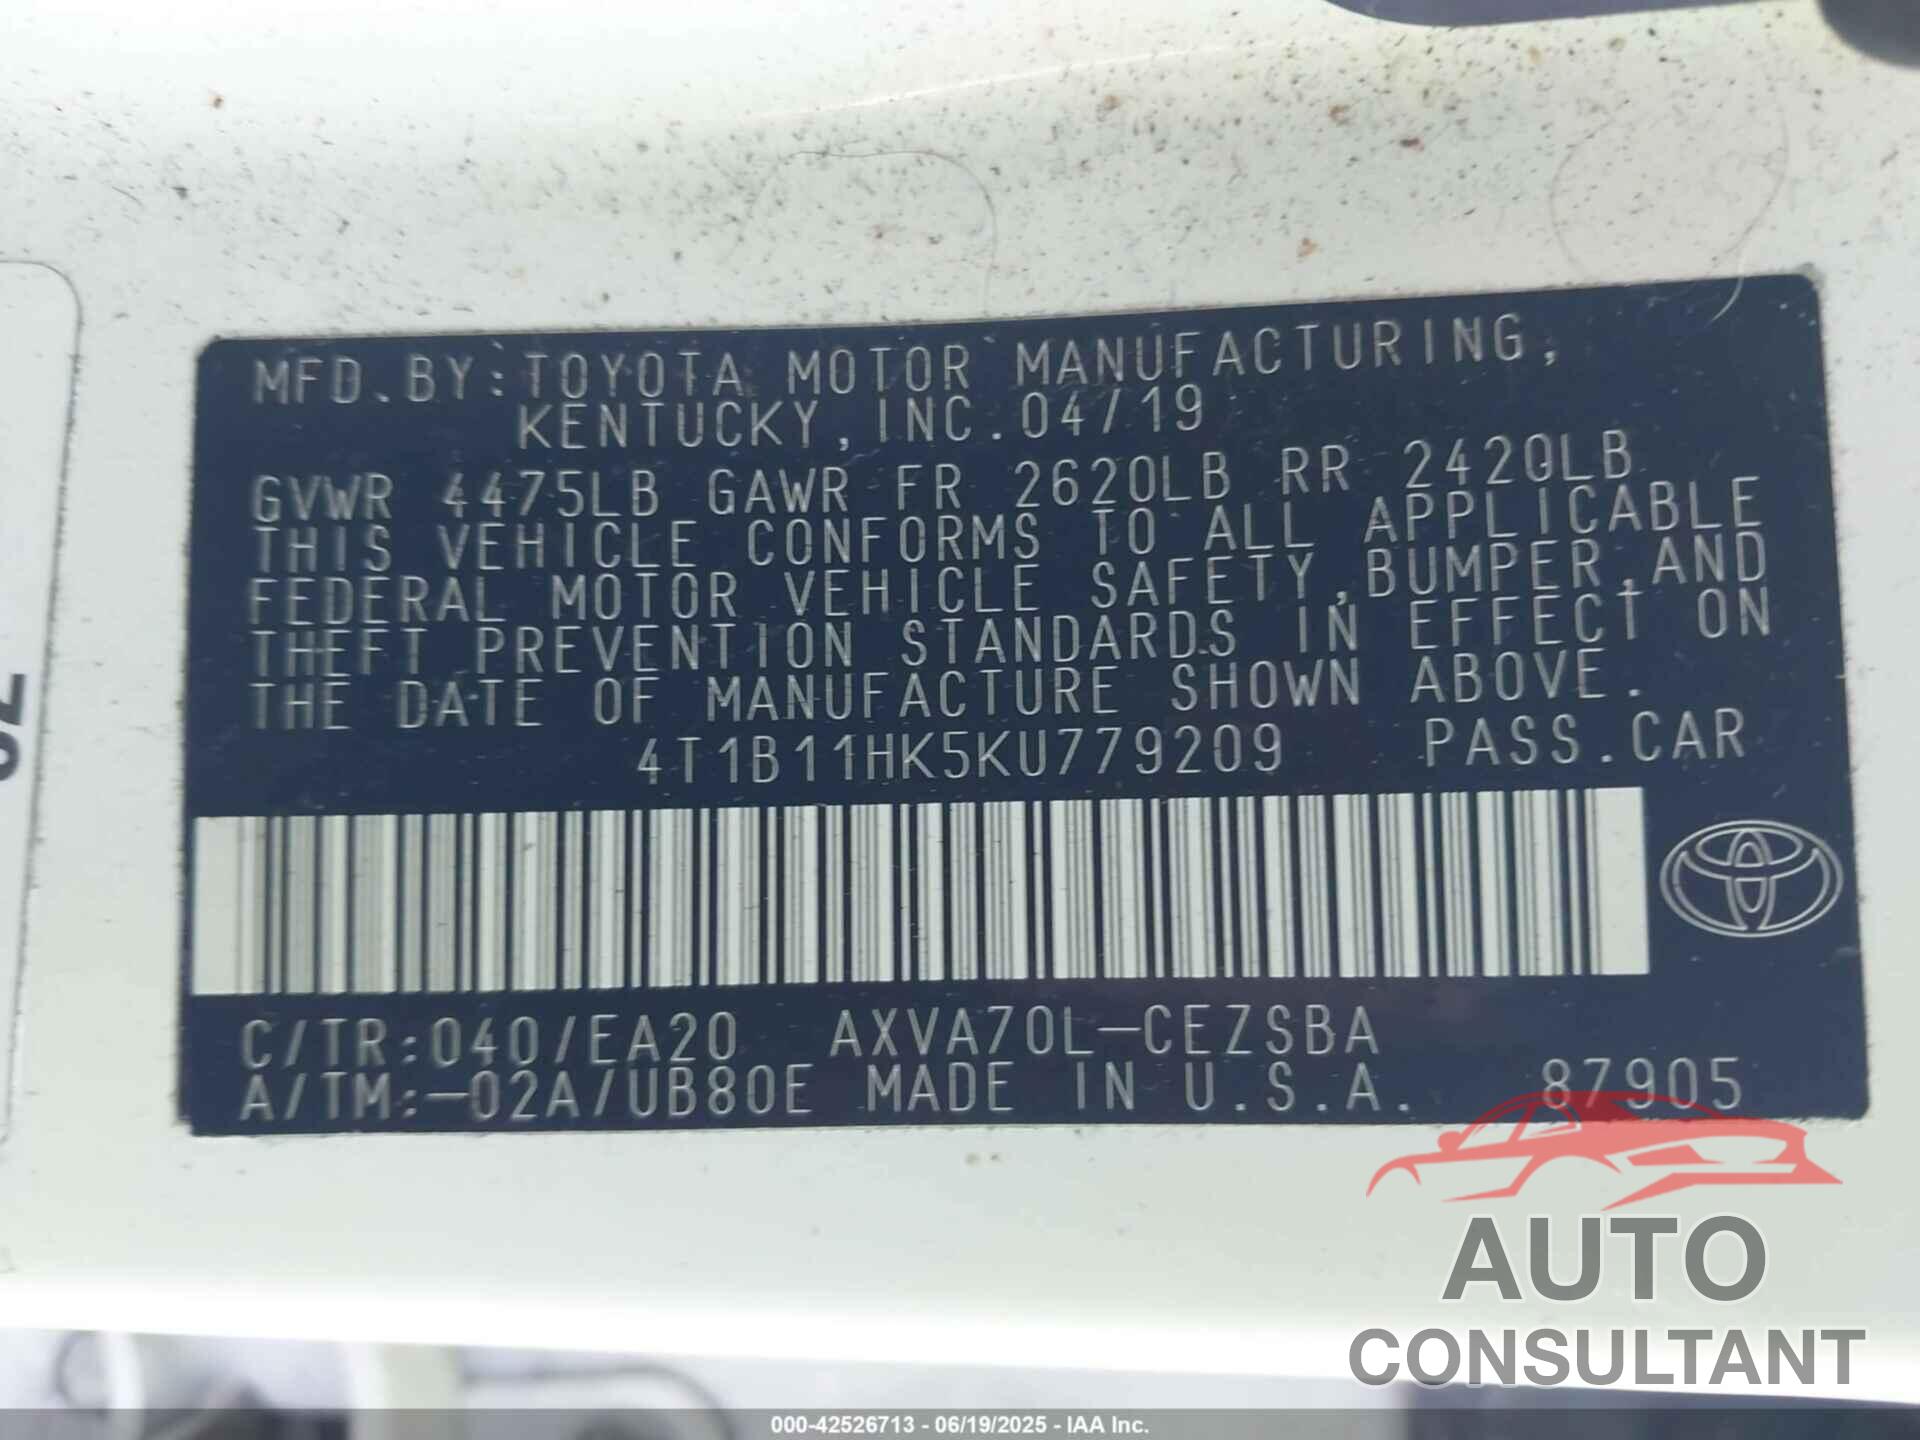 MFD.BY:TOYOTA MOTOR MANUFACTURING,
KENTUCKY,INC.04/19
GVWR 4475LB GAWR FR 2620LB RR 2420LB
THIS VEHICLE CONFORMS TO ALL APPLICABLE
FEDERAL MOTOR VEHICLE SAFETY,BUMPER,AND
THEFT PREVENTION STANDARDS IN EFFECT ON
THE DATE OF MANUFACTURE SHOWN ABOVE.
4T1B11HK5KU779209 PASS.CAR
C/TR:040/EA20 AXVA70L-CEZSBA
A/TM:-02A/UB80E MADE IN U.S.A. 87905
AUTO
CONSULTANT
000-42526713 - 06/19/2025 - IAA Inc.